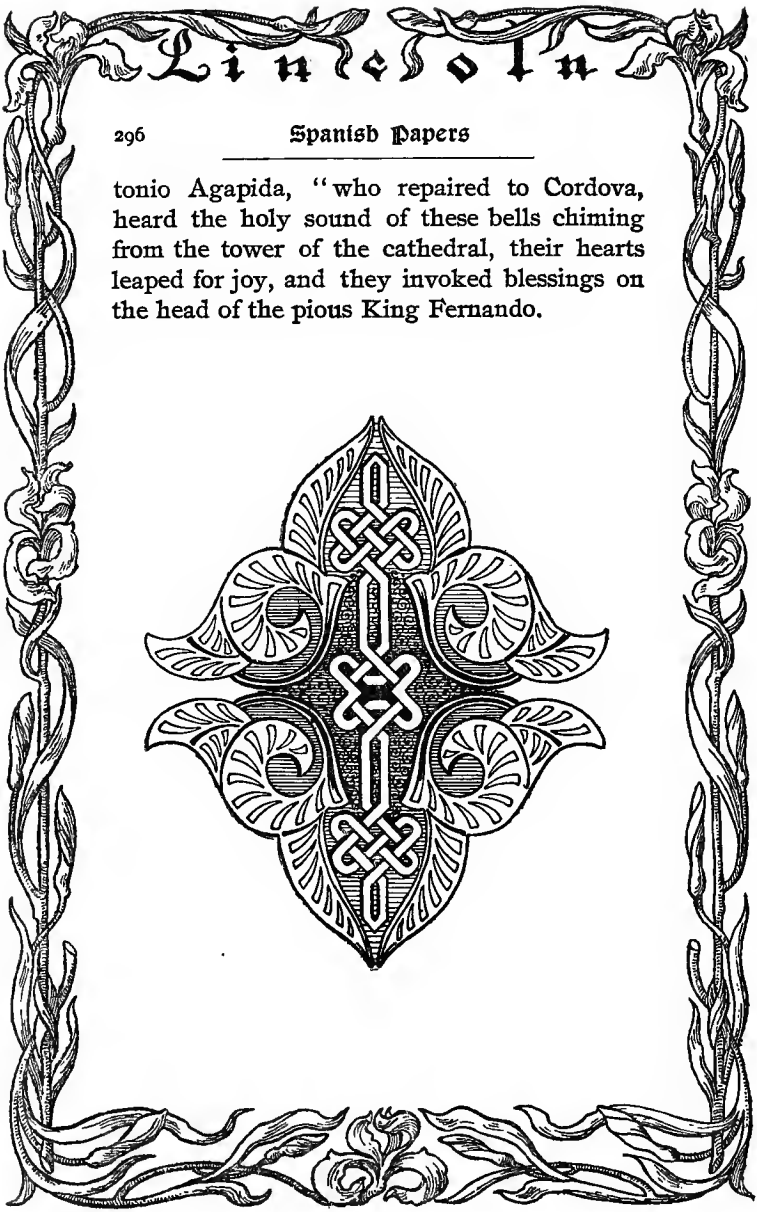 Lincoln
296 Spanish Papers
tonio Agapida, “who repaired to Cordova,
heard the holy sound of these bells chiming
from the tower of the cathedral, their hearts
leaped for joy, and they invoked blessings on
the head of the pious King Fernando.